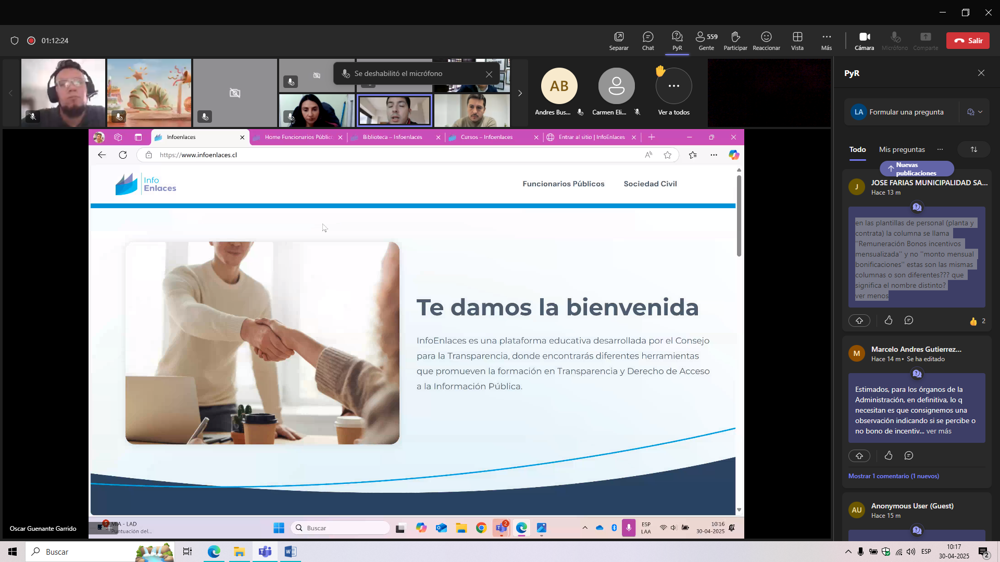 01:12:24
Separar
Chat
PyR
559
Gente
Participar
Reaccionar
Vista
Más
Cámara
Micrófono
Comparte
Salir
Se deshabilitó el micrófono
AB
Andres Bus...
Carmen Eli...
Ver a todos
Infoenlaces
Home Funcionarios Públic
Biblioteca – Infoenlaces
Cursos – Infoenlaces
Entrar al sitio | InfoEnlaces
https://www.infoenlaces.cl
Info
Enlaces
Funcionarios Públicos
Sociedad Civil
Te damos la bienvenida
InfoEnlaces es una plataforma educativa desarrollada por el Consejo
para la Transparencia, donde encontrarás diferentes herramientas
que promueven la formación en Transparencia y Derecho de Acceso
a la Información Pública.
Oscar Guenante Garrido
MIA - LAD
Puntuación del...
Buscar
2
ESP
LAA
10:16
30-04-2025
PyR
LA
Formular una pregunta
Todo
Mis preguntas
Nuevas
publicaciones
J
JOSE FARIAS MUNICIPALIDAD SA...
Hace 13 m
en las plantillas de personal (planta y
contrata) la columna se llama
"Remuneración Bonos incentivos
mensualizada" y no "monto mensual
bonificaciones" estas son las mismas
columnas o son diferentes??? que
significa el nombre distinto?
ver menos
2
M
Marcelo Andres Gutierrez...
Hace 14 m • Se ha editado
Estimados, para los órganos de la
Administración, en definitiva, lo q
necesitan es que consignemos una
observación indicando si se percibe o
no bono de incentiv... ver más
Mostrar 1 comentario (1 nuevos)
AU
Anonymous User (Guest)
Hace 15 m
Buscar
ESP
10:17
30-04-2025
2